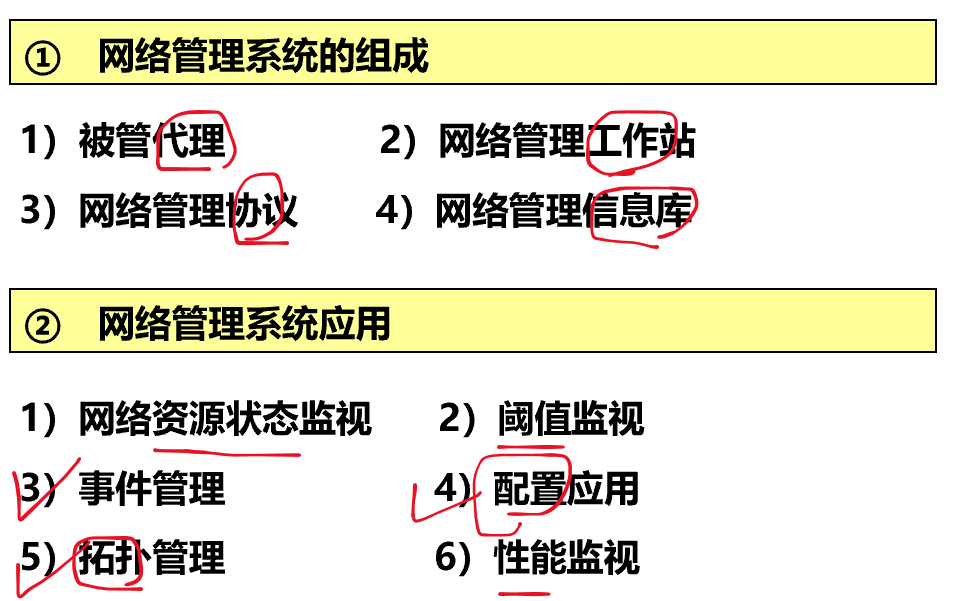 ① 网络管理系统的组成
1）被管代理 2）网络管理工作站
3）网络管理协议 4）网络管理信息库
② 网络管理系统应用
1）网络资源状态监视 2）阈值监视
3）事件管理 4）配置应用
5）拓扑管理 6）性能监视